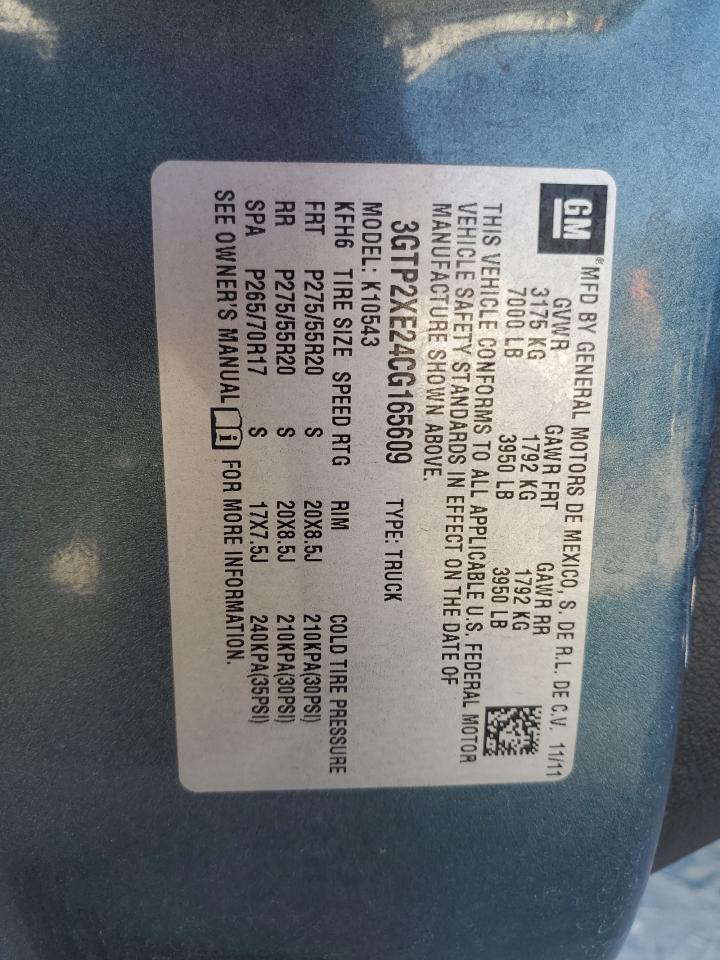 GM
® MFD BY GENERAL MOTORS DE MEXICO, S. DE R.L. DE C.V. 11/11
GVWR GAWR FRT GAWR RR
3175 KG 1792 KG 1792 KG
7000 LB 3950 LB 3950 LB
THIS VEHICLE CONFORMS TO ALL APPLICABLE U.S. FEDERAL MOTOR
VEHICLE SAFETY STANDARDS IN EFFECT ON THE DATE OF
MANUFACTURE SHOWN ABOVE.
3GTP2XE24CG165609 TYPE: TRUCK
MODEL: K10543
KFH6 TIRE SIZE SPEED RTG RIM COLD TIRE PRESSURE
FRT P275/55R20 S 20X8.5J 210KPA(30PSI)
RR P275/55R20 S 20X8.5J 210KPA(30PSI)
SPA P265/70R17 S 17X7.5J 240KPA(35PSI)
SEE OWNER'S MANUAL i FOR MORE INFORMATION.